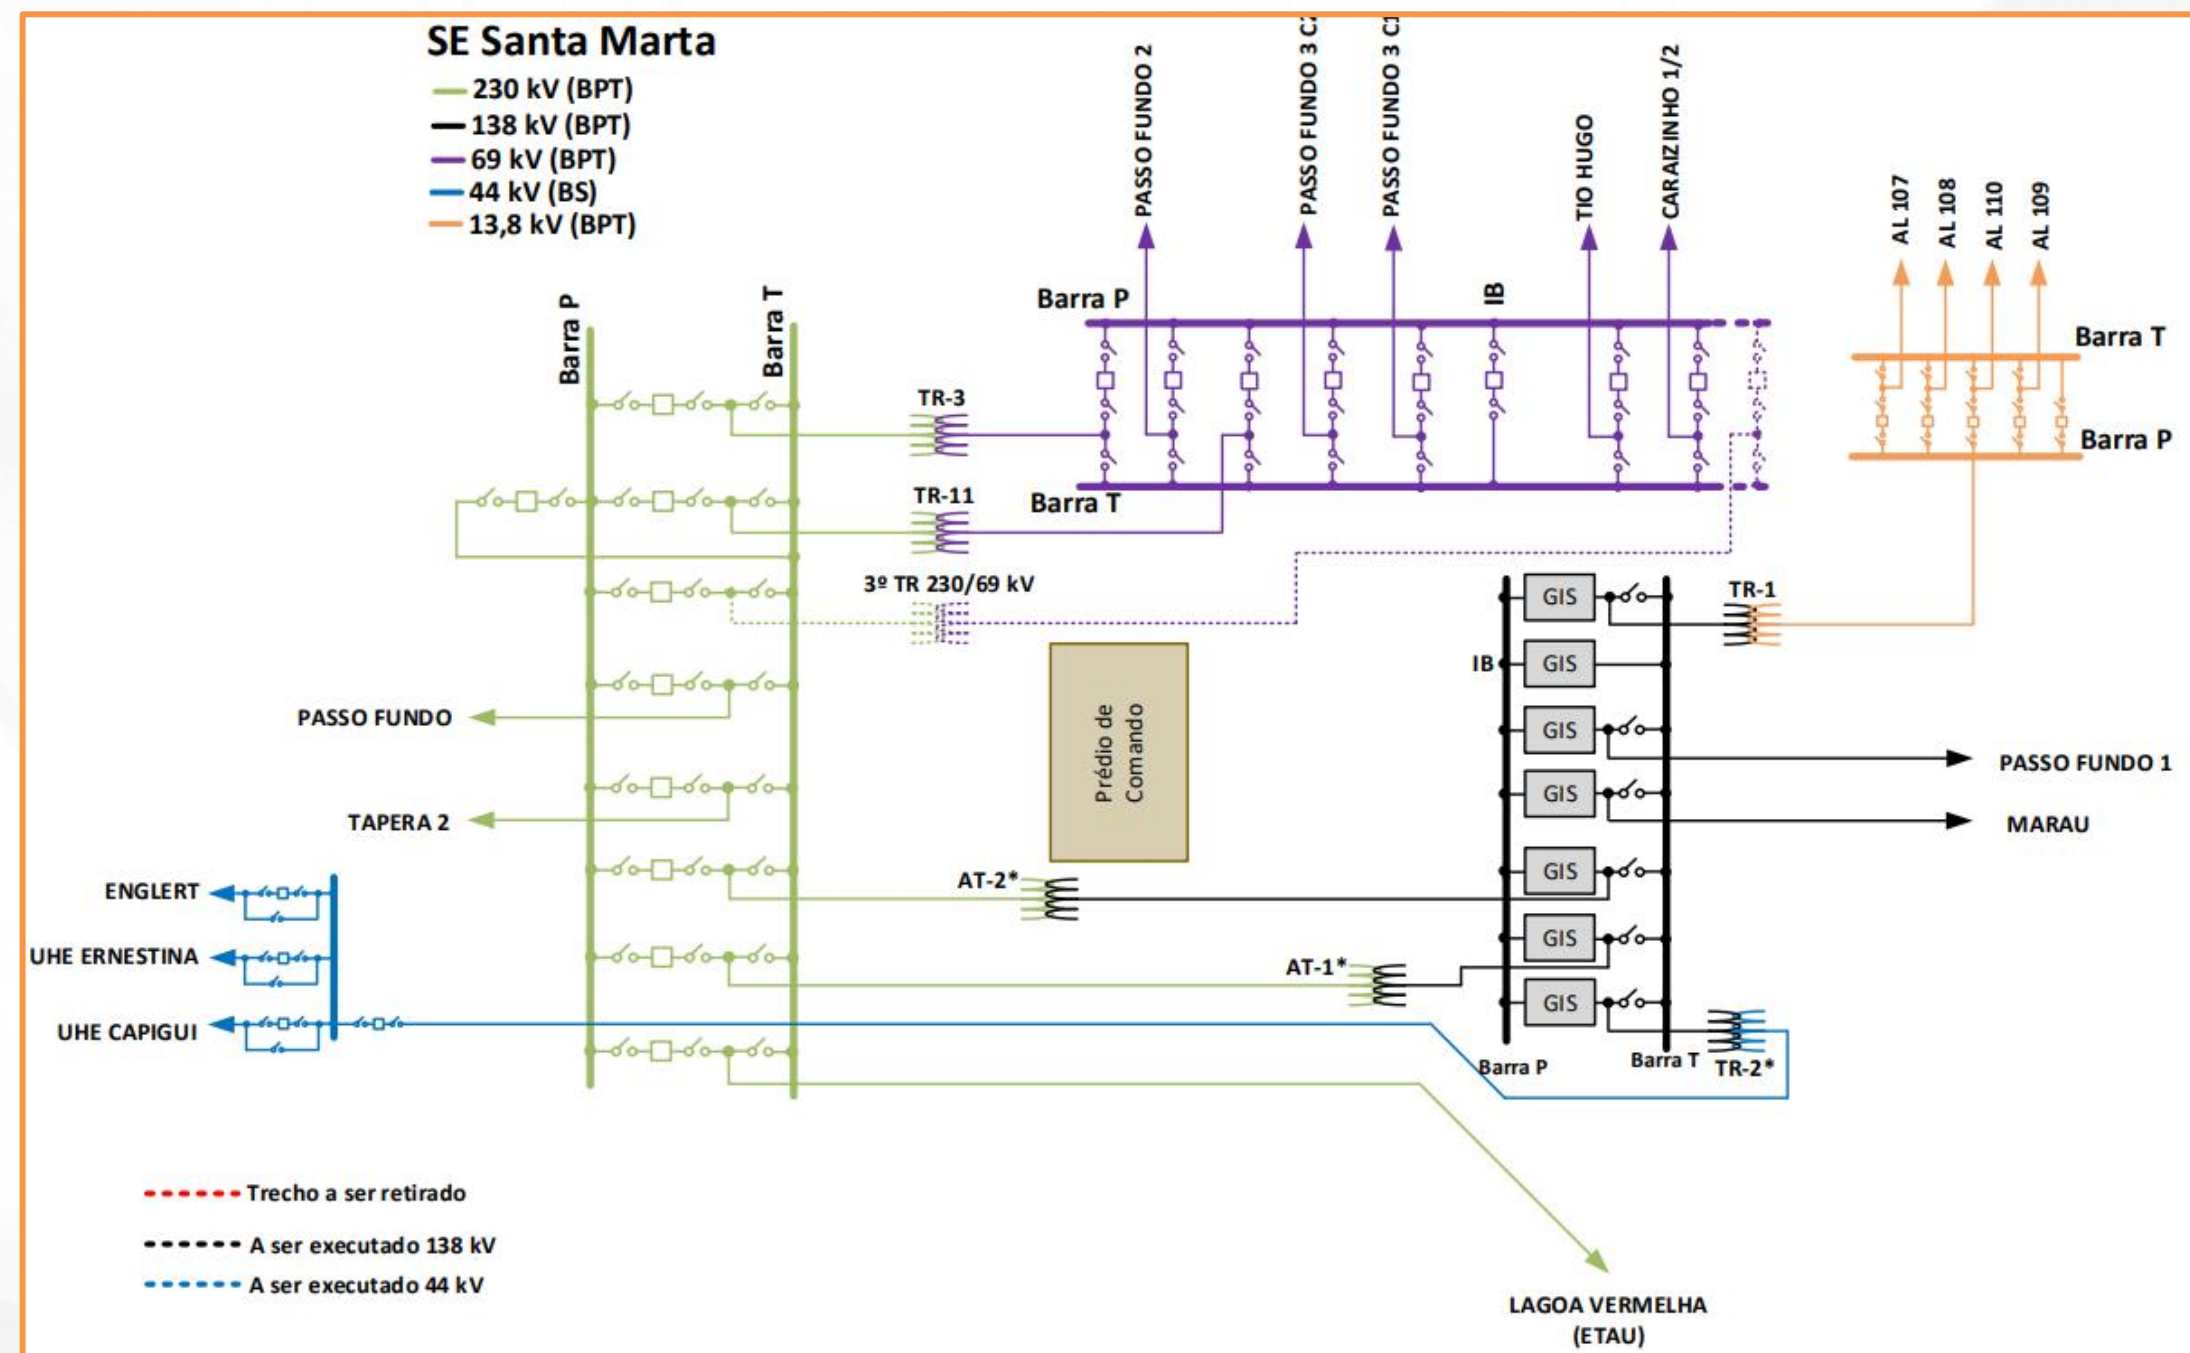 SE Santa Marta
230 kV (BPT)
138 kV (BPT)
69 kV (BPT)
44 kV (BS)
13,8 kV (BPT)
PASSO FUNDO 2
PASSO FUNDO 3 C2
PASSO FUNDO 3 C1
TIO HUGO
CARAIZINHO 1/2
AL 107
AL 108
AL 110
AL 109
Barra P
Barra T
Barra P
IB
Barra T
Barra T
Barra P
TR-3
TR-11
3º TR 230/69 kV
Prédio de
Comando
GIS
TR-1
IB
GIS
GIS
PASSO FUNDO 1
GIS
MARAU
GIS
GIS
GIS
Barra P
Barra T
TR-2*
PASSO FUNDO
TAPERA 2
AT-2*
AT-1*
ENGLERT
UHE ERNESTINA
UHE CAPIGUI
Trecho a ser retirado
A ser executado 138 kV
A ser executado 44 kV
LAGOA VERMELHA
(ETAU)